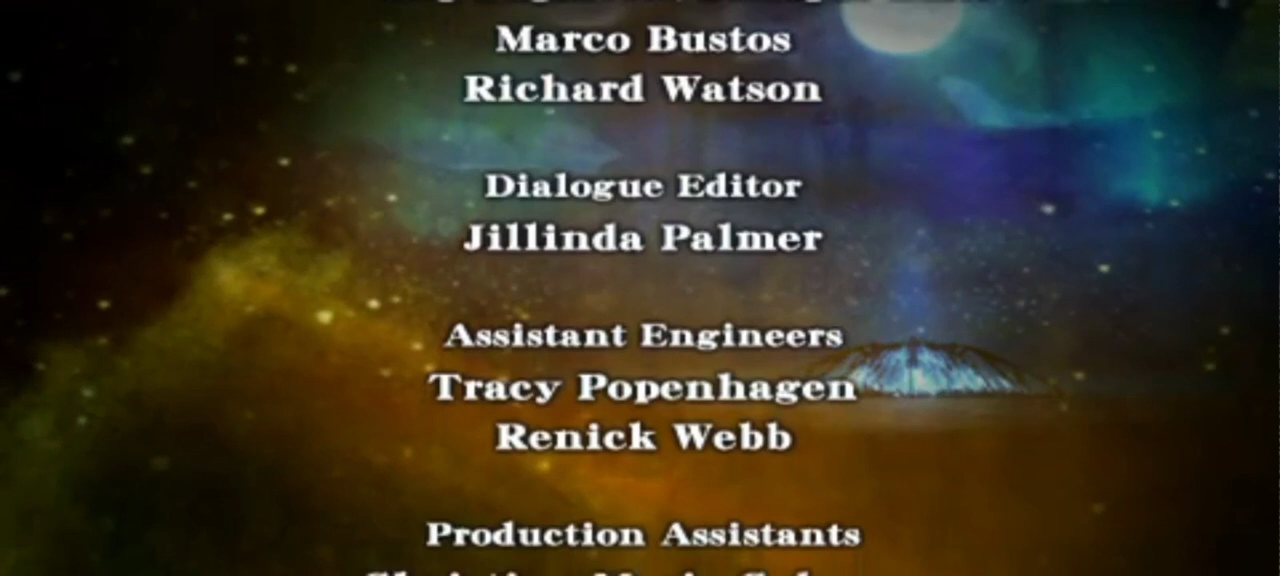 Marco Bustos
Richard Watson
Dialogue Editor
Jillinda Palmer
Assistant Engineers
Tracy Popenhagen
Renick Webb
Production Assistants